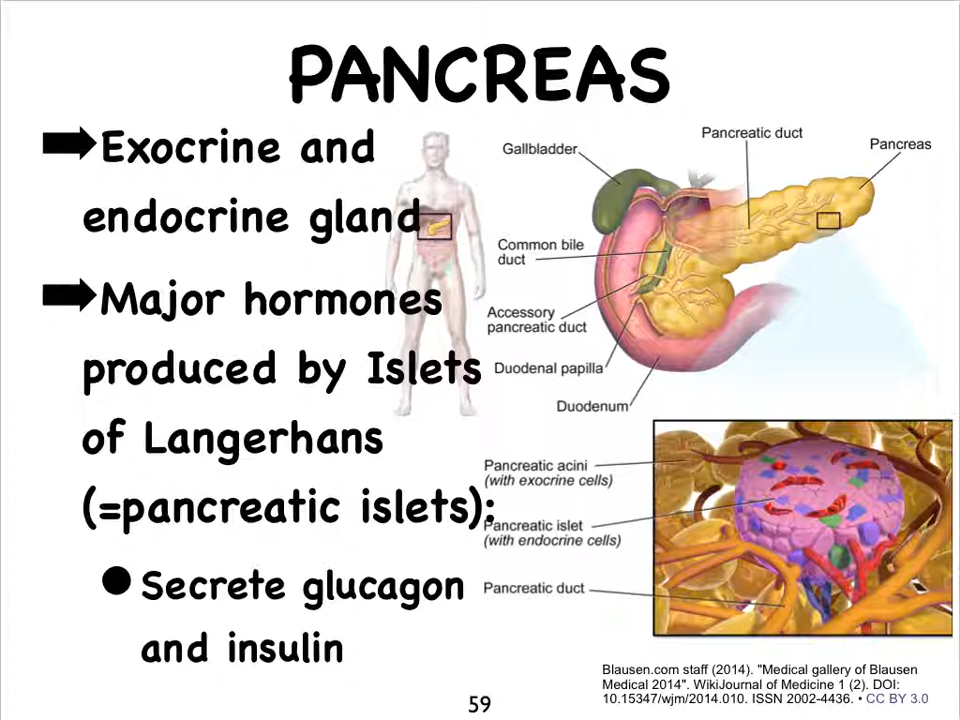 PANCREAS
Exocrine and
endocrine gland
Major hormones
produced by Islets
of Langerhans
(=pancreatic islets):
Secrete glucagon
and insulin
Gallbladder
Pancreatic duct
Pancreas
Common bile
duct
Accessory
pancreatic duct
Duodenal papilla
Duodenum
Pancreatic acini
(with exocrine cells)
Pancreatic islet
(with endocrine cells)
Pancreatic duct
Blausen.com staff (2014). "Medical gallery of Blausen
Medical 2014". WikiJournal of Medicine 1 (2). DOI:
10.15347/wjm/2014.010. ISSN 2002-4436. • CC BY 3.0
59